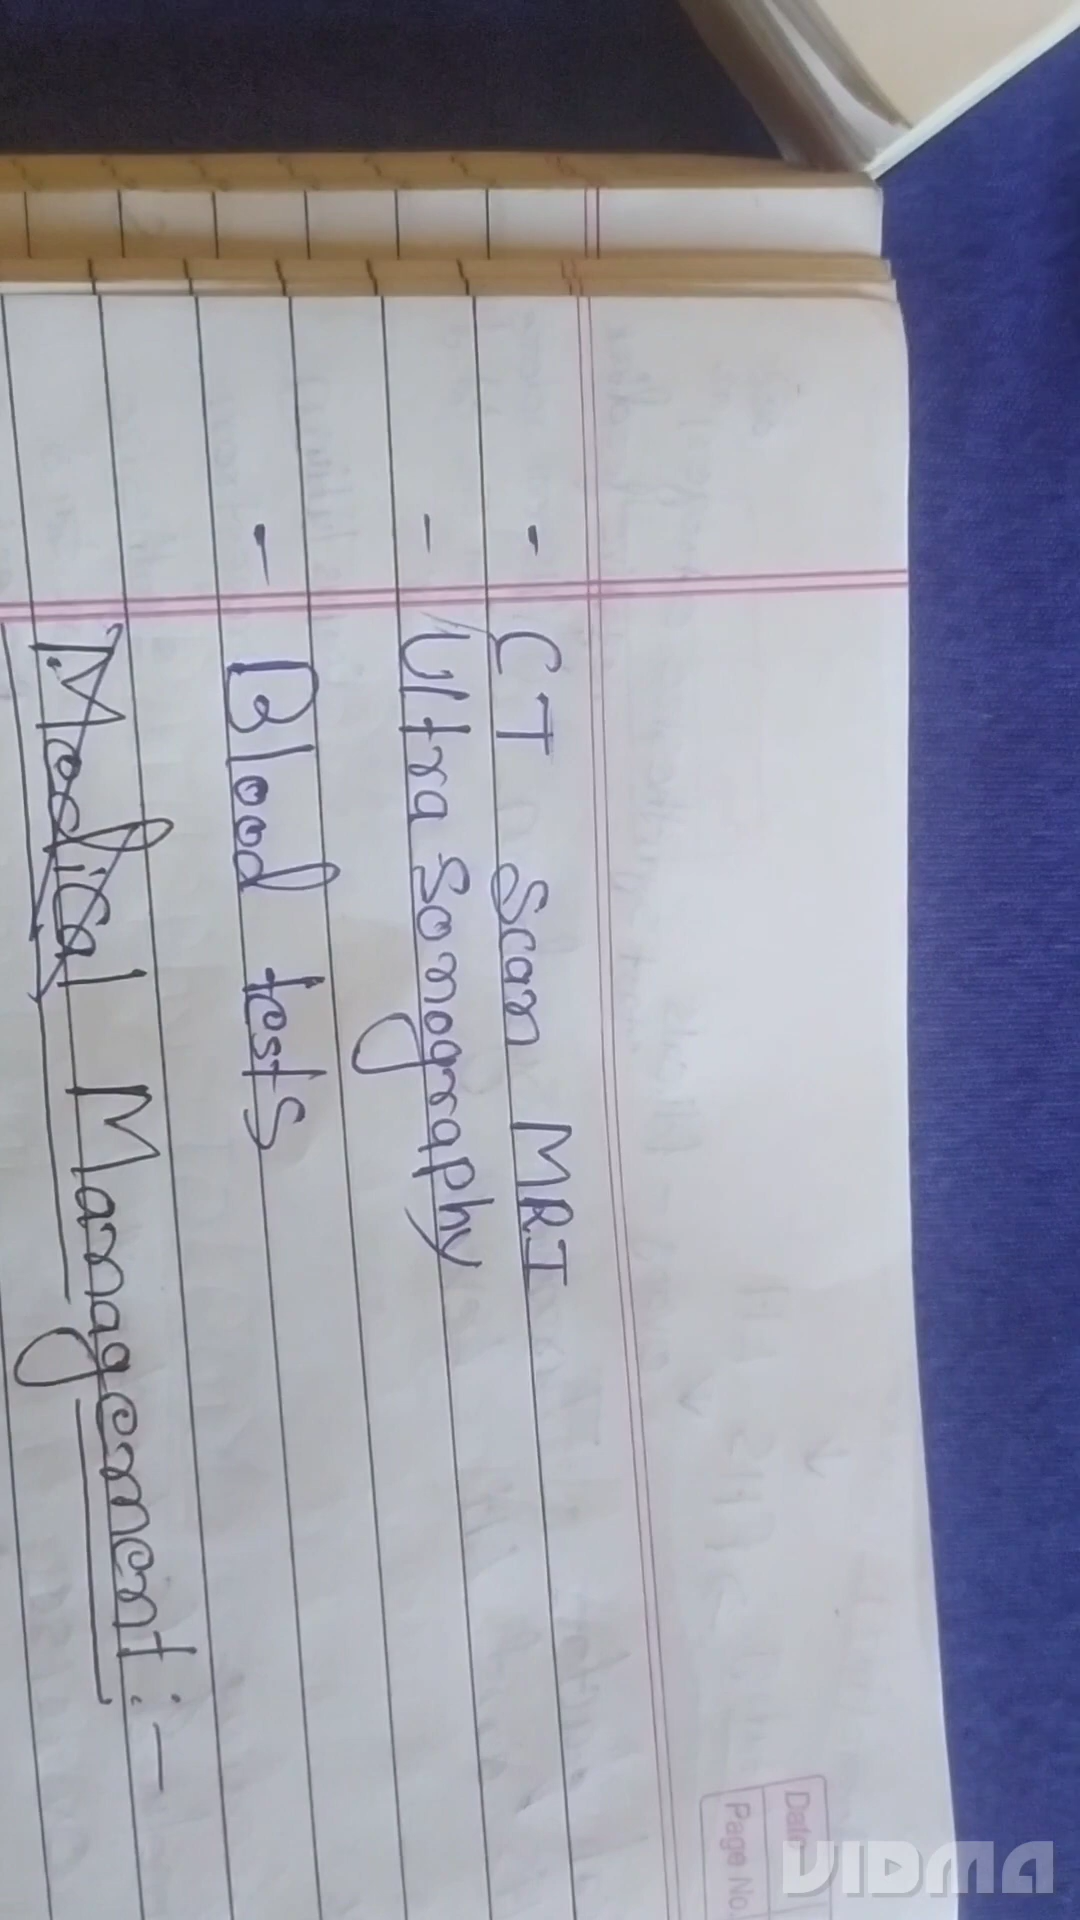 Date
Page No.
- CT Scan MRI
- Ultra Sonography
- Blood tests
Medical Management :-
VIDMA